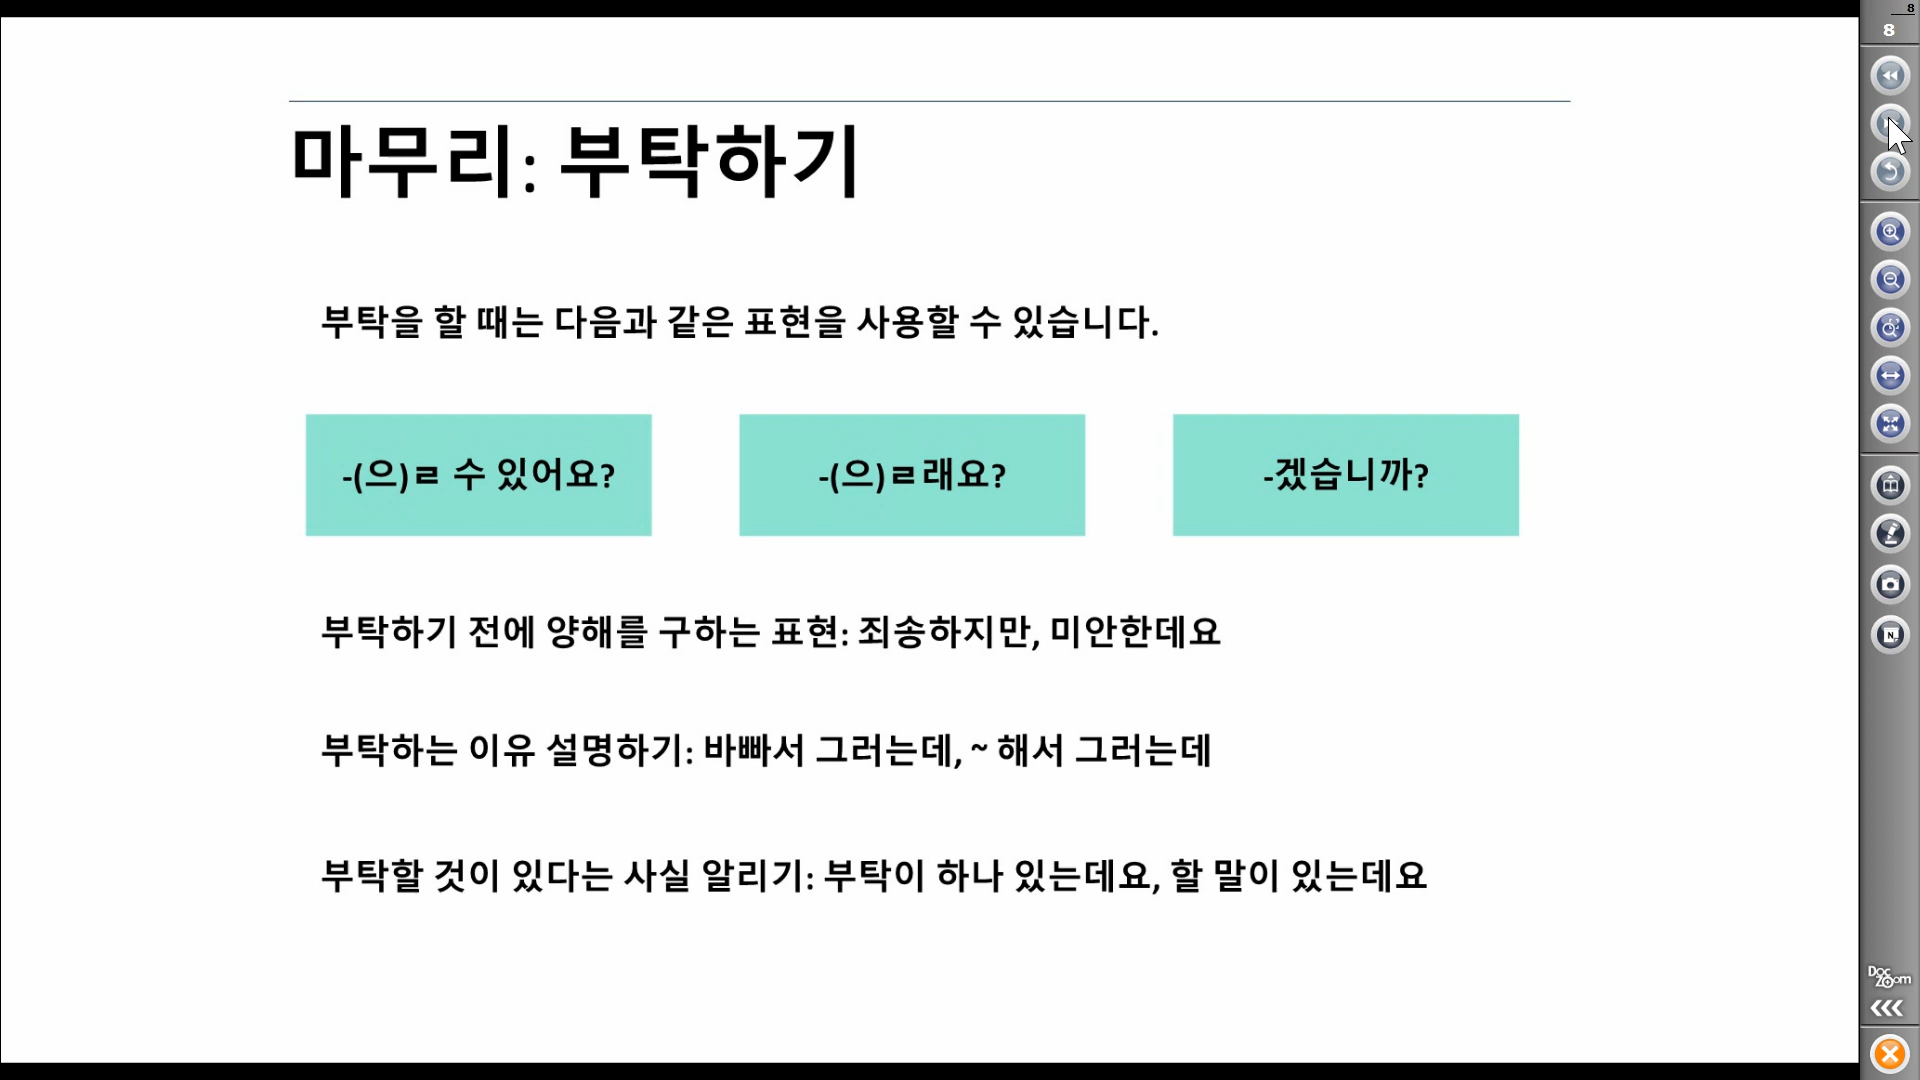 8
8
마무리: 부탁하기
부탁을 할 때는 다음과 같은 표현을 사용할 수 있습니다.
-(으)ㄹ 수 있어요?
-(으)ㄹ래요?
-겠습니까?
부탁하기 전에 양해를 구하는 표현: 죄송하지만, 미안한데요
부탁하는 이유 설명하기: 바빠서 그러는데, ~ 해서 그러는데
부탁할 것이 있다는 사실 알리기: 부탁이 하나 있는데요, 할 말이 있는데요
N
Doc
Zoom